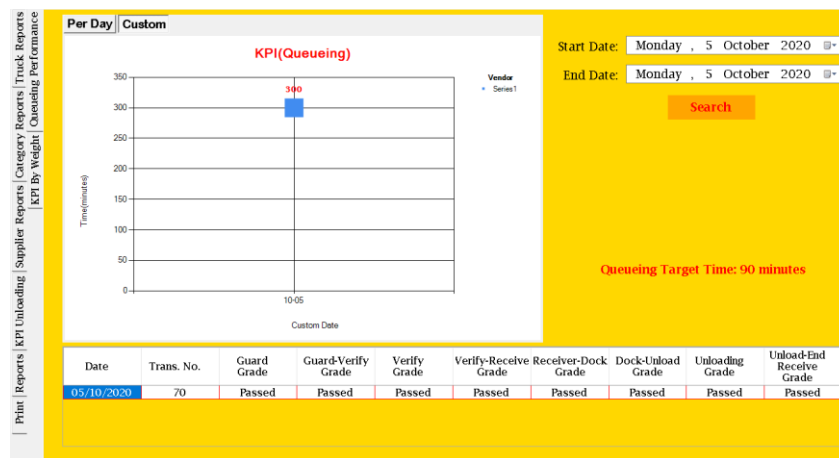 Per Day Custom
KPI(Queueing)
350
300
250
200
150
100
50
0
300
Time(minutes)
10-05
Custom Date
Vendor
Series1
Start Date: Monday , 5 October 2020
End Date: Monday , 5 October 2020
Search
Queueing Target Time: 90 minutes
Print Reports KPI Unloading Supplier Reports Category Reports Truck Reports
KPI By Weight Queueing Performance
Date Trans. No. Guard Grade Guard-Verify Grade Verify Grade Verify-Receive Grade Receiver-Dock Grade Dock-Unload Grade Unloading Grade Unload-End Receive Grade
05/10/2020 70 Passed Passed Passed Passed Passed Passed Passed Passed